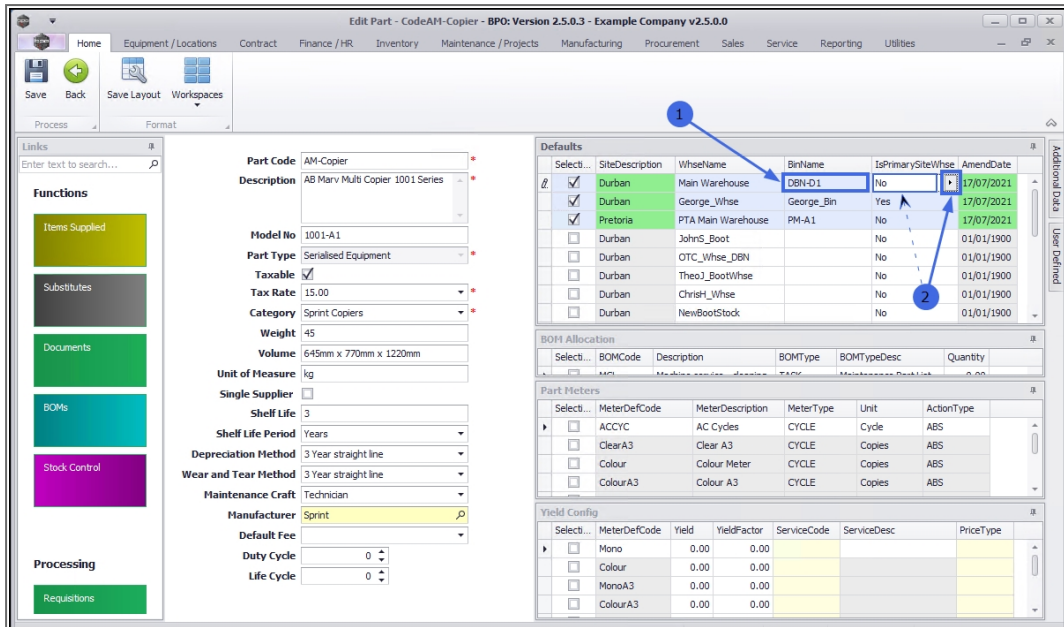 Edit Part - CodeAM-Copier - BPO: Version 2.5.0.3 - Example Company v2.5.0.0
Home Equipment / Locations Contract Finance / HR Inventory Maintenance / Projects Manufacturing Procurement Sales Service Reporting Utilities
Save Back Save Layout Workspaces
Process Format
Links
Enter text to search...
Functions
Items Supplied
Substitutes
Documents
BOMs
Stock Control
Processing
Requisitions
Part Code AM-Copier *
Description AB Marv Multi Copier 1001 Series *
Model No 1001-A1
Part Type Serialised Equipment *
Taxable
Tax Rate 15.00 *
Category Sprint Copiers *
Weight 45
Volume 645mm x 770mm x 1220mm
Unit of Measure kg
Single Supplier
Shelf Life 3
Shelf Life Period Years
Depreciation Method 3 Year straight line
Wear and Tear Method 3 Year straight line
Maintenance Craft Technician
Manufacturer Sprint
Default Fee
Duty Cycle 0
Life Cycle 0
1
Defaults
Selecti... SiteDescription WhseName BinName IsPrimarySiteWhse AmendDate
Durban Main Warehouse DBN-D1 No 17/07/2021
Durban George_Whse George_Bin Yes 17/07/2021
Pretoria PTA Main Warehouse PM-A1 No 17/07/2021
Durban JohnS_Boot No 01/01/1900
Durban OTC_Whse_DBN No 01/01/1900
Durban TheoJ_BootWhse No 01/01/1900
Durban ChrisH_Whse No 01/01/1900
Durban NewBootStock No 01/01/1900
2
BOM Allocation
Selecti... BOMCode Description BOMType BOMTypeDesc Quantity
Part Meters
Selecti... MeterDefCode MeterDescription MeterType Unit ActionType
ACCYC AC Cycles CYCLE Cycle ABS
ClearA3 Clear A3 CYCLE Copies ABS
Colour Colour Meter CYCLE Copies ABS
ColourA3 Colour A3 CYCLE Copies ABS
Yield Config
Selecti... MeterDefCode Yield YieldFactor ServiceCode ServiceDesc PriceType
Mono 0.00 0.00
Colour 0.00 0.00
MonoA3 0.00 0.00
ColourA3 0.00 0.00
Additional Data
User Defined